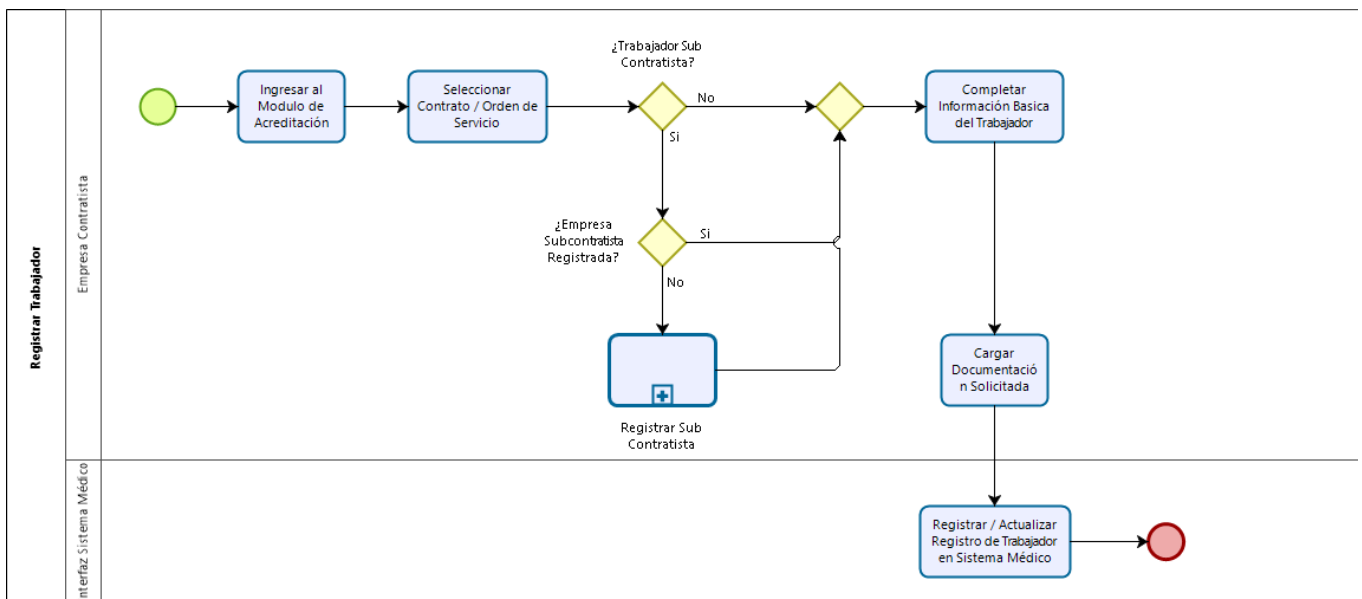 Registrar Trabajador
Empresa Contratista
Ingresar al
Modulo de
Acreditación
Seleccionar
Contrato / Orden de
Servicio
¿Trabajador Sub
Contratista?
No
Si
Completar
Información Basica
del Trabajador
¿Empresa
Subcontratista
Registrada?
Si
No
Registrar Sub
Contratista
Cargar
Documentació
n Solicitada
nterfaz Sistema Médico
Registrar / Actualizar
Registro de Trabajador
en Sistema Médico